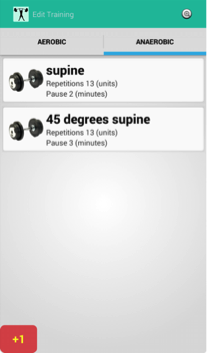 Edit Training
AEROBIC
ANAEROBIC
supine
Repetitions 13 (units)
Pause 2 (minutes)
45 degrees supine
Repetitions 13 (units)
Pause 3 (minutes)
+1